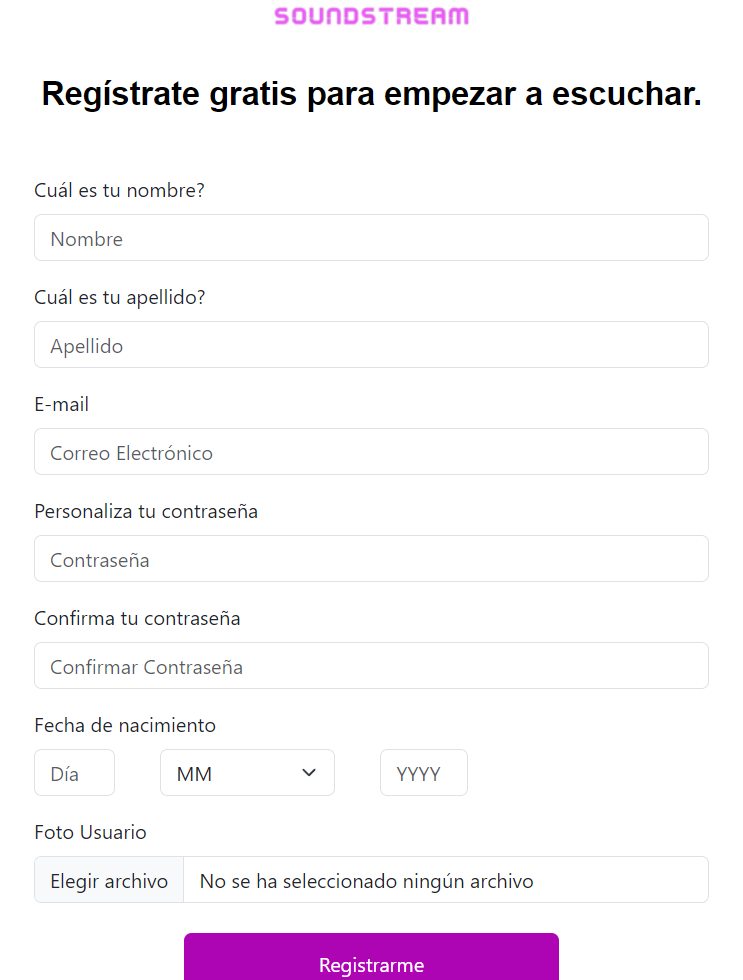 SOUNDSTREAM
Regístrate gratis para empezar a escuchar.
Cuál es tu nombre?
Nombre
Cuál es tu apellido?
Apellido
E-mail
Correo Electrónico
Personaliza tu contraseña
Contraseña
Confirma tu contraseña
Confirmar Contraseña
Fecha de nacimiento
Día MM YYYY
Foto Usuario
Elegir archivo No se ha seleccionado ningún archivo
Registrarme